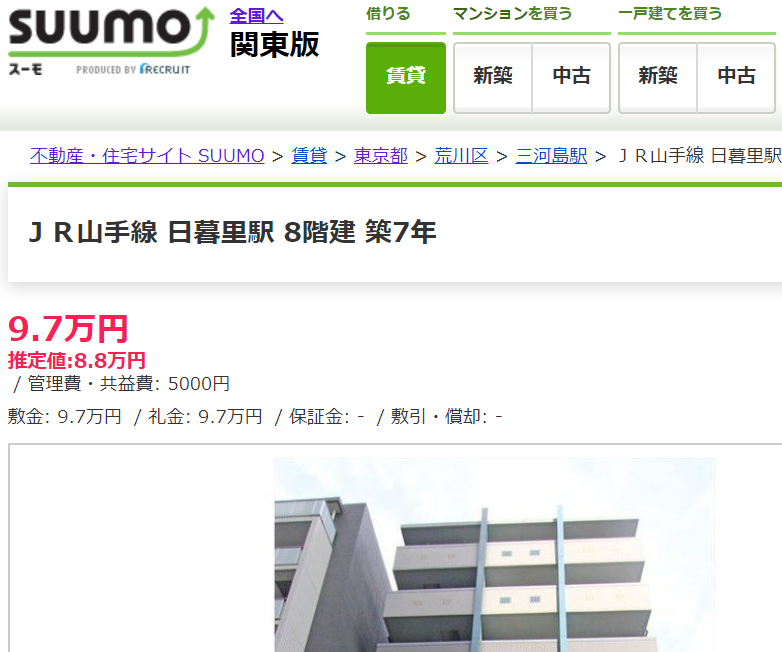 suumo
スーモ
PRODUCED BY RECRUIT
全国へ
関東版
借りる
賃貸
マンションを買う
新築 中古
一戸建てを買う
新築 中古
不動産・住宅サイト SUUMO > 賃貸 > 東京都 > 荒川区 > 三河島駅 > ＪＲ山手線 日暮里駅
ＪＲ山手線 日暮里駅 8階建 築7年
9.7万円
推定値:8.8万円
/ 管理費・共益費: 5000円
敷金: 9.7万円 / 礼金: 9.7万円 / 保証金: - / 敷引・償却: -